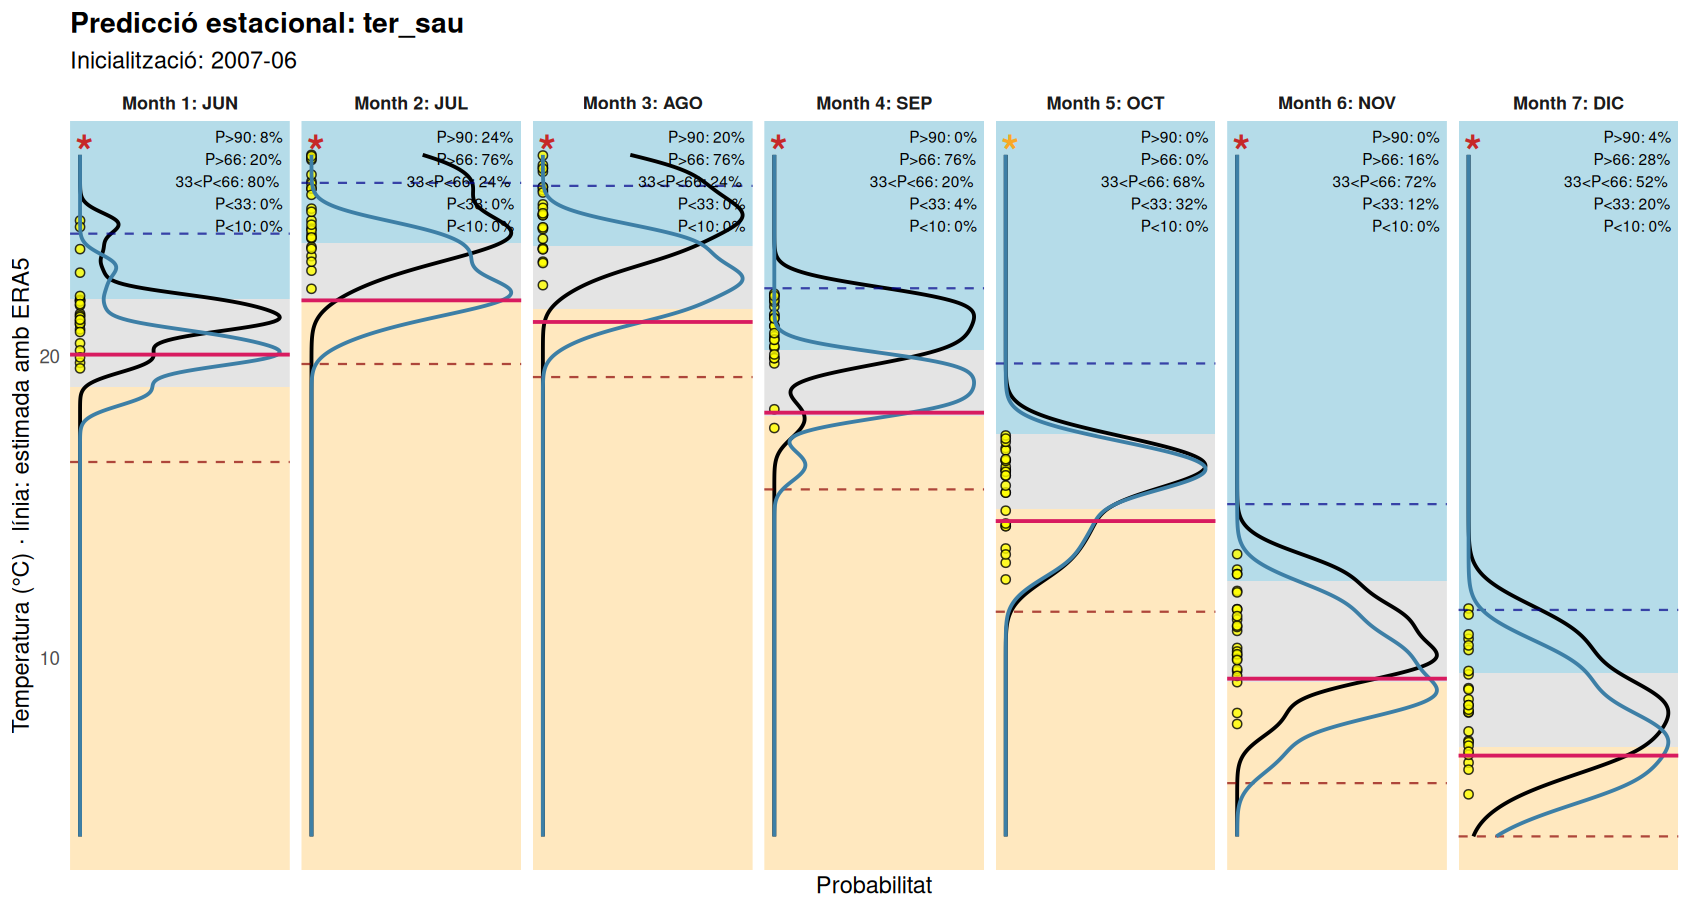 Predicció estacional: ter_sau
Inicialització: 2007-06
Month 1: JUN
Month 2: JUL
Month 3: AGO
Month 4: SEP
Month 5: OCT
Month 6: NOV
Month 7: DIC
*
P>90: 8%
P>66: 20%
33<P<66: 80%
P<33: 0%
P<10: 0%
*
P>90: 24%
P>66: 76%
33<P<66: 24%
P<33: 0%
P<10: 0%
*
P>90: 20%
P>66: 76%
33<P<66: 24%
P<33: 0%
P<10: 0%
*
P>90: 0%
P>66: 76%
33<P<66: 20%
P<33: 4%
P<10: 0%
*
P>90: 0%
P>66: 0%
33<P<66: 68%
P<33: 32%
P<10: 0%
*
P>90: 0%
P>66: 16%
33<P<66: 72%
P<33: 12%
P<10: 0%
*
P>90: 4%
P>66: 28%
33<P<66: 52%
P<33: 20%
P<10: 0%
Temperatura (°C) · línia: estimada amb ERA5
20
10
Probabilitat